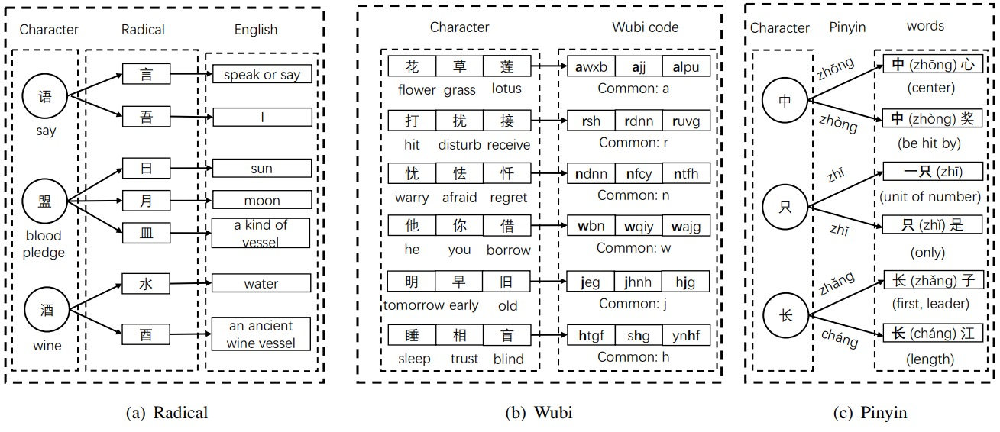 Character Radical English
语 言 speak or say
say 吾 I
盟 日 sun
blood pledge 月 moon
皿 a kind of vessel
酒 水 water
wine 酉 an ancient wine vessel
(a) Radical
Character Wubi code
花 草 莲 awxb ajj alpu
flower grass lotus Common: a
打 扰 接 rsh rdnn ruvg
hit disturb receive Common: r
忧 怯 忏 ndnn nfcy ntfh
warry afraid regret Common: n
他 你 借 wbn wqiy wajg
he you borrow Common: w
明 早 旧 jeg jhnh hjg
tomorrow early old Common: j
睡 相 盲 htgf shg ynhf
sleep trust blind Common: h
(b) Wubi
Character Pinyin words
中 zhōng 中 (zhōng) 心
(center)
zhòng 中 (zhòng) 奖
(be hit by)
只 zhī 一只 (zhī)
(unit of number)
zhǐ 只 (zhǐ) 是
(only)
长 zhǎng 长 (zhǎng) 子
(first, leader)
cháng 长 (cháng) 江
(length)
(c) Pinyin